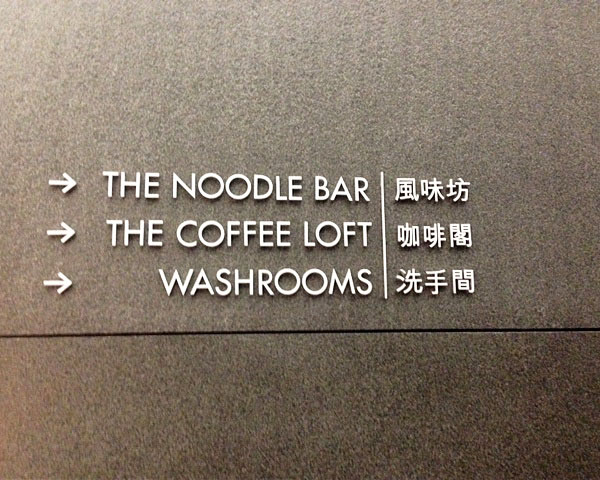 → THE NOODLE BAR 風味坊
→ THE COFFEE LOFT 咖啡閣
→ WASHROOMS 洗手間